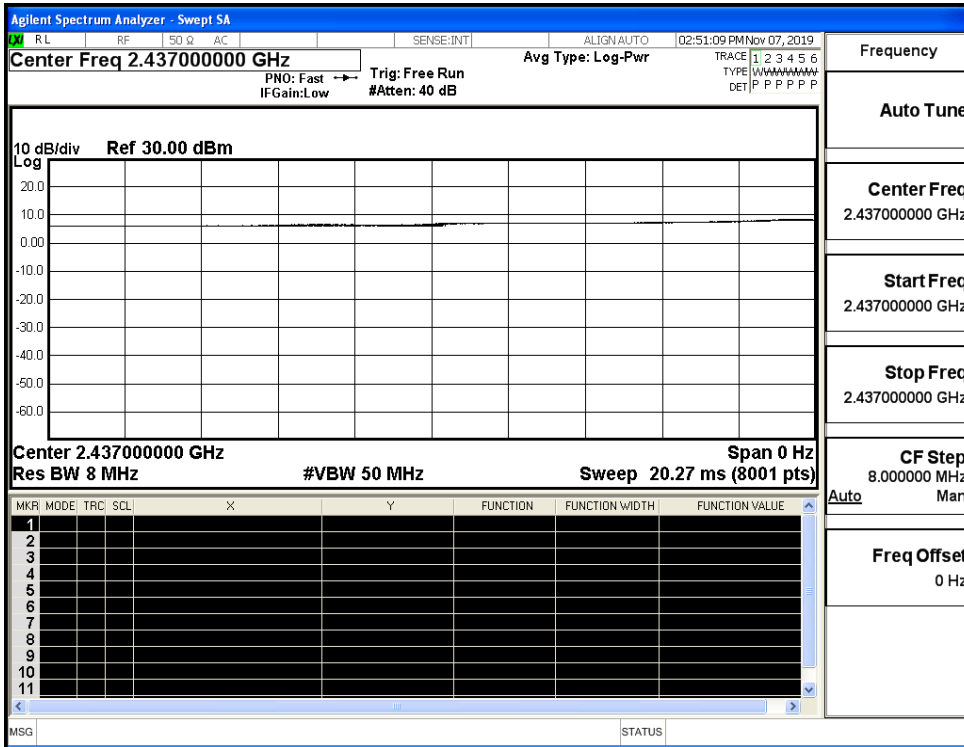 Agilent Spectrum Analyzer - Swept SA
LXI RL RF 50 Ω AC SENSE:INT ALIGNAUTO 02:51:09 PMNov 07, 2019
Center Freq 2.437000000 GHz
PNO: Fast
IFGain:Low
Trig: Free Run
#Atten: 40 dB
Avg Type: Log-Pwr
TRACE 1 2 3 4 5 6
TYPE WWWWWW
DET P P P P P P
10 dB/div Ref 30.00 dBm
Log
20.0
10.0
0.00
-10.0
-20.0
-30.0
-40.0
-50.0
-60.0
Center 2.437000000 GHz Span 0 Hz
Res BW 8 MHz #VBW 50 MHz Sweep 20.27 ms (8001 pts)
MKR MODE TRC SCL X Y FUNCTION FUNCTION WIDTH FUNCTION VALUE
1
2
3
4
5
6
7
8
9
10
11
MSG STATUS
Frequency
Auto Tune
Center Freq
2.437000000 GHz
Start Freq
2.437000000 GHz
Stop Freq
2.437000000 GHz
CF Step
8.000000 MHz
Auto Man
Freq Offset
0 Hz